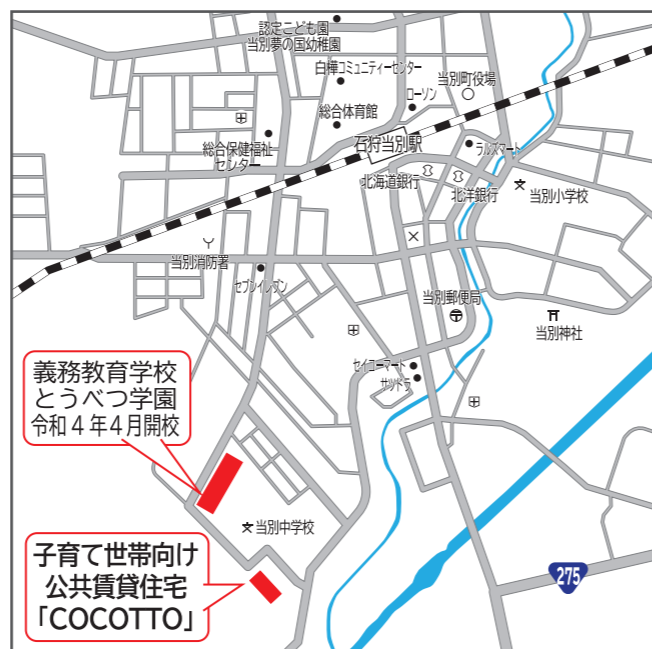 認定こども園
当別夢の国幼稚園
白樺コミュニティーセンター
当別町役場
ローソン
総合体育館
石狩当別駅
ラルズマート
総合保健福祉
センター
北海道銀行
北洋銀行
当別小学校
当別消防署
セブンイレブン
当別郵便局
当別神社
セイコーマート
サツドラ
義務教育学校
とうべつ学園
令和4年4月開校
当別中学校
子育て世帯向け
公共賃貸住宅
「COCOTTO」
275